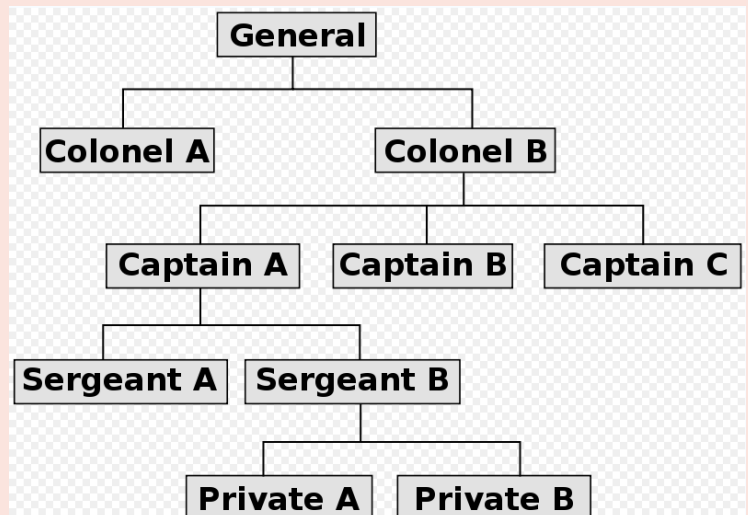 General
Colonel A
Colonel B
Captain A
Captain B
Captain C
Sergeant A
Sergeant B
Private A
Private B